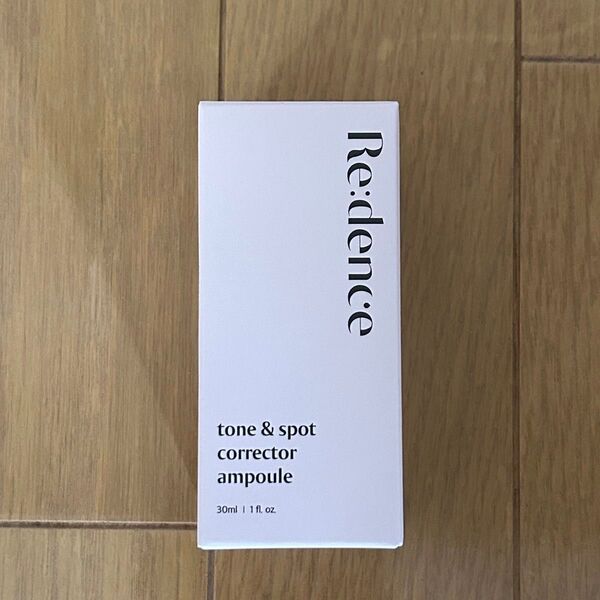 Re:dence
tone & spot
corrector
ampoule
30ml | 1 fl. oz.